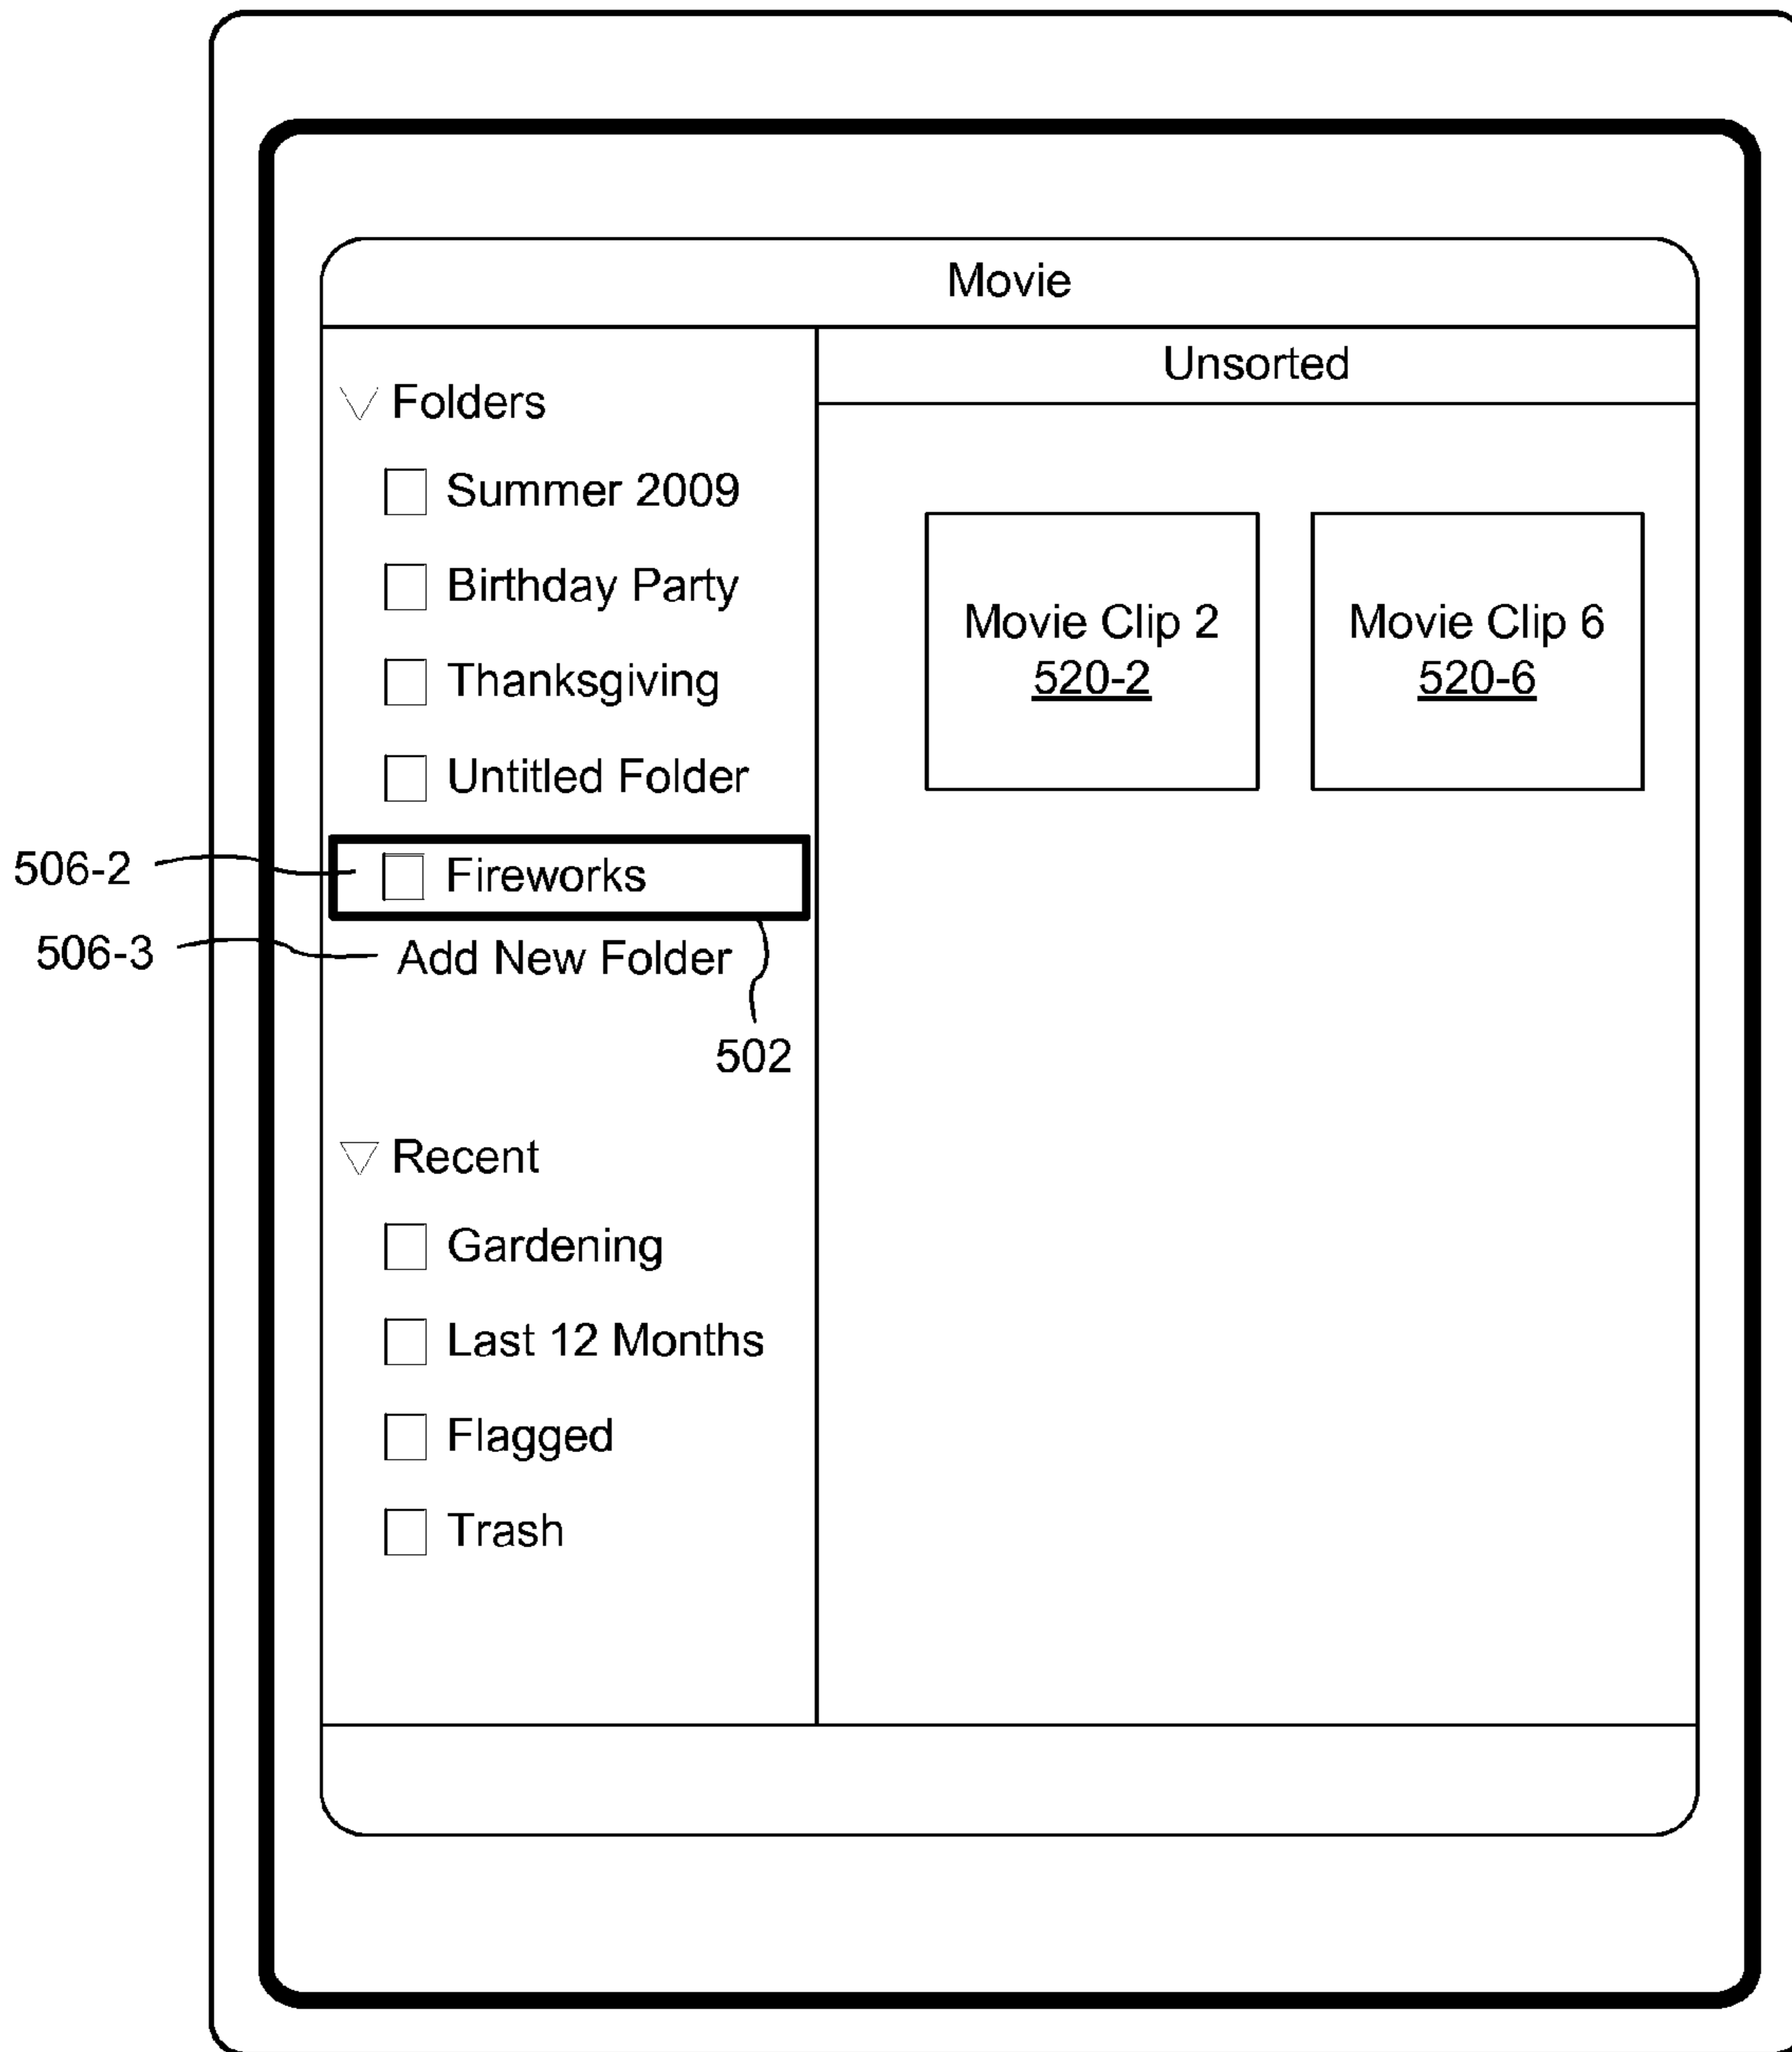 Movie
Folders
Summer 2009
Birthday Party
Thanksgiving
Untitled Folder
506-2
Fireworks
506-3
Add New Folder
502
Recent
Gardening
Last 12 Months
Flagged
Trash
Unsorted
Movie Clip 2
520-2
Movie Clip 6
520-6